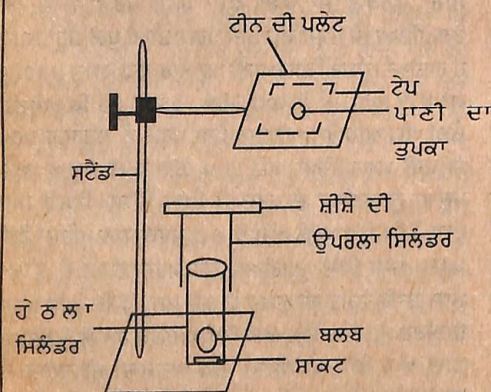 ਟੀਨ ਦੀ ਪਲੇਟ
ਟੇਪ
ਪਾਣੀ ਦਾ
ਤੁਪਕਾ
ਸਟੈਂਡ
ਸ਼ੀਸ਼ੇ ਦੀ
ਉਪਰਲਾ ਸਿਲੰਡਰ
ਹੇਠਲਾ
ਸਿਲੰਡਰ
ਬਲਬ
ਸਾਕਟ